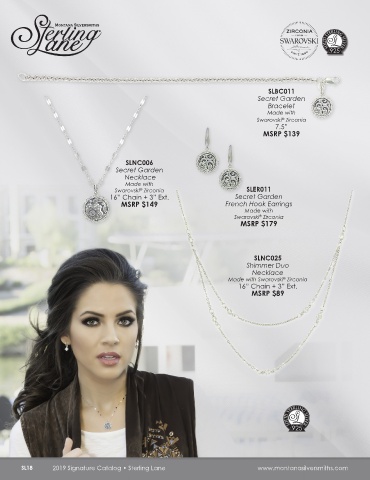 MONTANA SILVERSMITHS
Sterling
Lane
ZIRCONIA
FROM
SWAROVSKI
925
SLBC011
Secret Garden
Bracelet
Made with
Swarovski® Zirconia
7.5"
MSRP $139
SLNC006
Secret Garden
Necklace
Made with
Swarovski® Zirconia
16" Chain + 3" Ext.
MSRP $149
SLER011
Secret Garden
French Hook Earrings
Made with
Swarovski® Zirconia
MSRP $179
SLNC025
Shimmer Duo
Necklace
Made with Swarovski® Zirconia
16" Chain + 3" Ext.
MSRP $89
925
SL18
2019 Signature Catalog • Sterling Lane
www.montanasilversmiths.com